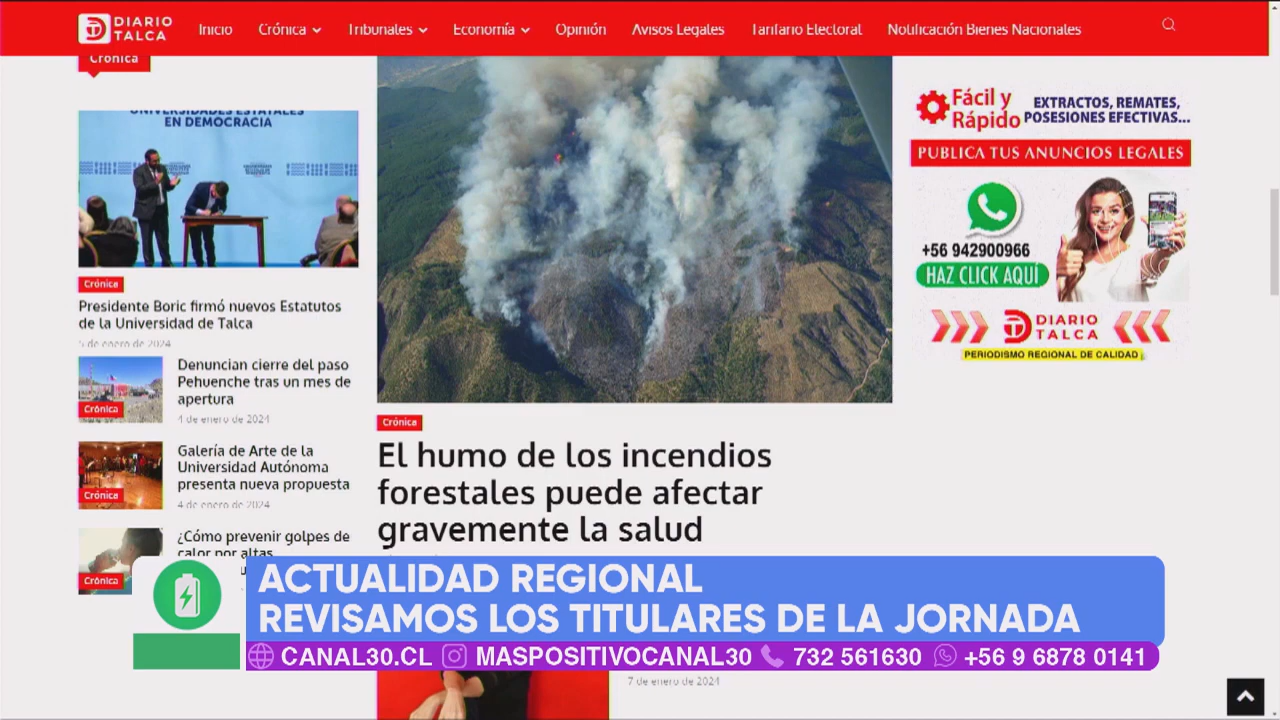 DIARIO
TALCA
Inicio
Crónica
Tribunales
Economía
Opinión
Avisos Legales
Tarifario Electoral
Notificación Bienes Nacionales
Crónica
UNIVERSIDADES ESTATALES
EN DEMOCRACIA
Crónica
Presidente Boric firmó nuevos Estatutos
de la Universidad de Talca
5 de enero de 2024
Denuncian cierre del paso
Pehuenche tras un mes de
apertura
Crónica
4 de enero de 2024
Galería de Arte de la
Universidad Autónoma
presenta nueva propuesta
Crónica
4 de enero de 2024
¿Cómo prevenir golpes de
calor por altas
Crónica
Crónica
El humo de los incendios
forestales puede afectar
gravemente la salud
7 de enero de 2024
Fácil y
Rápido
EXTRACTOS, REMATES,
POSESIONES EFECTIVAS...
PUBLICA TUS ANUNCIOS LEGALES
+56 942900966
HAZ CLICK AQUÍ
DIARIO
TALCA
PERIODISMO REGIONAL DE CALIDAD
ACTUALIDAD REGIONAL
REVISAMOS LOS TITULARES DE LA JORNADA
CANAL30.CL MASPOSITIVOCANAL30 732 561630 +56 9 6878 0141